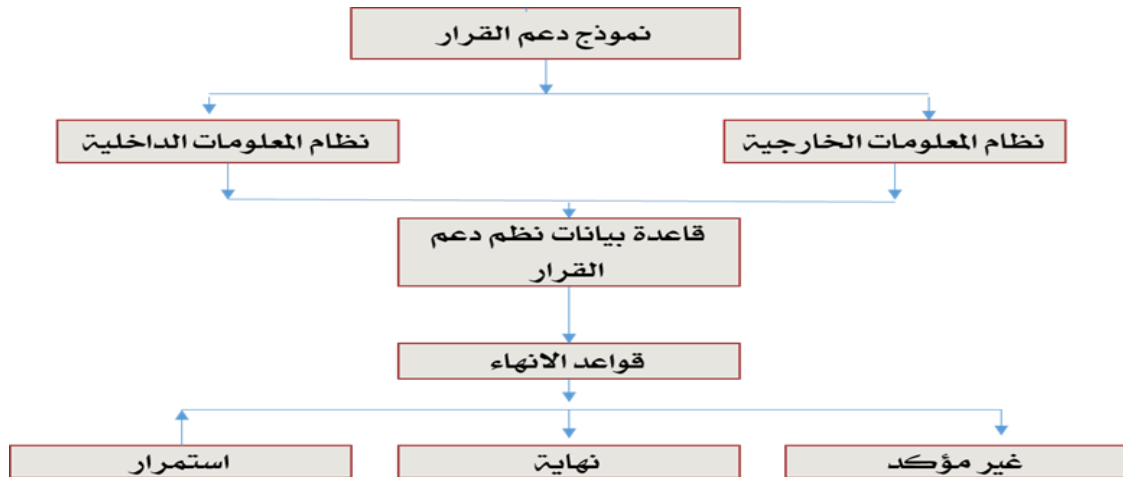 نموذج دعم القرار
نظام المعلومات الخارجية
نظام المعلومات الداخلية
قاعدة بيانات نظم دعم
القرار
قواعد الانهاء
غير مؤكد
نهاية
استمرار